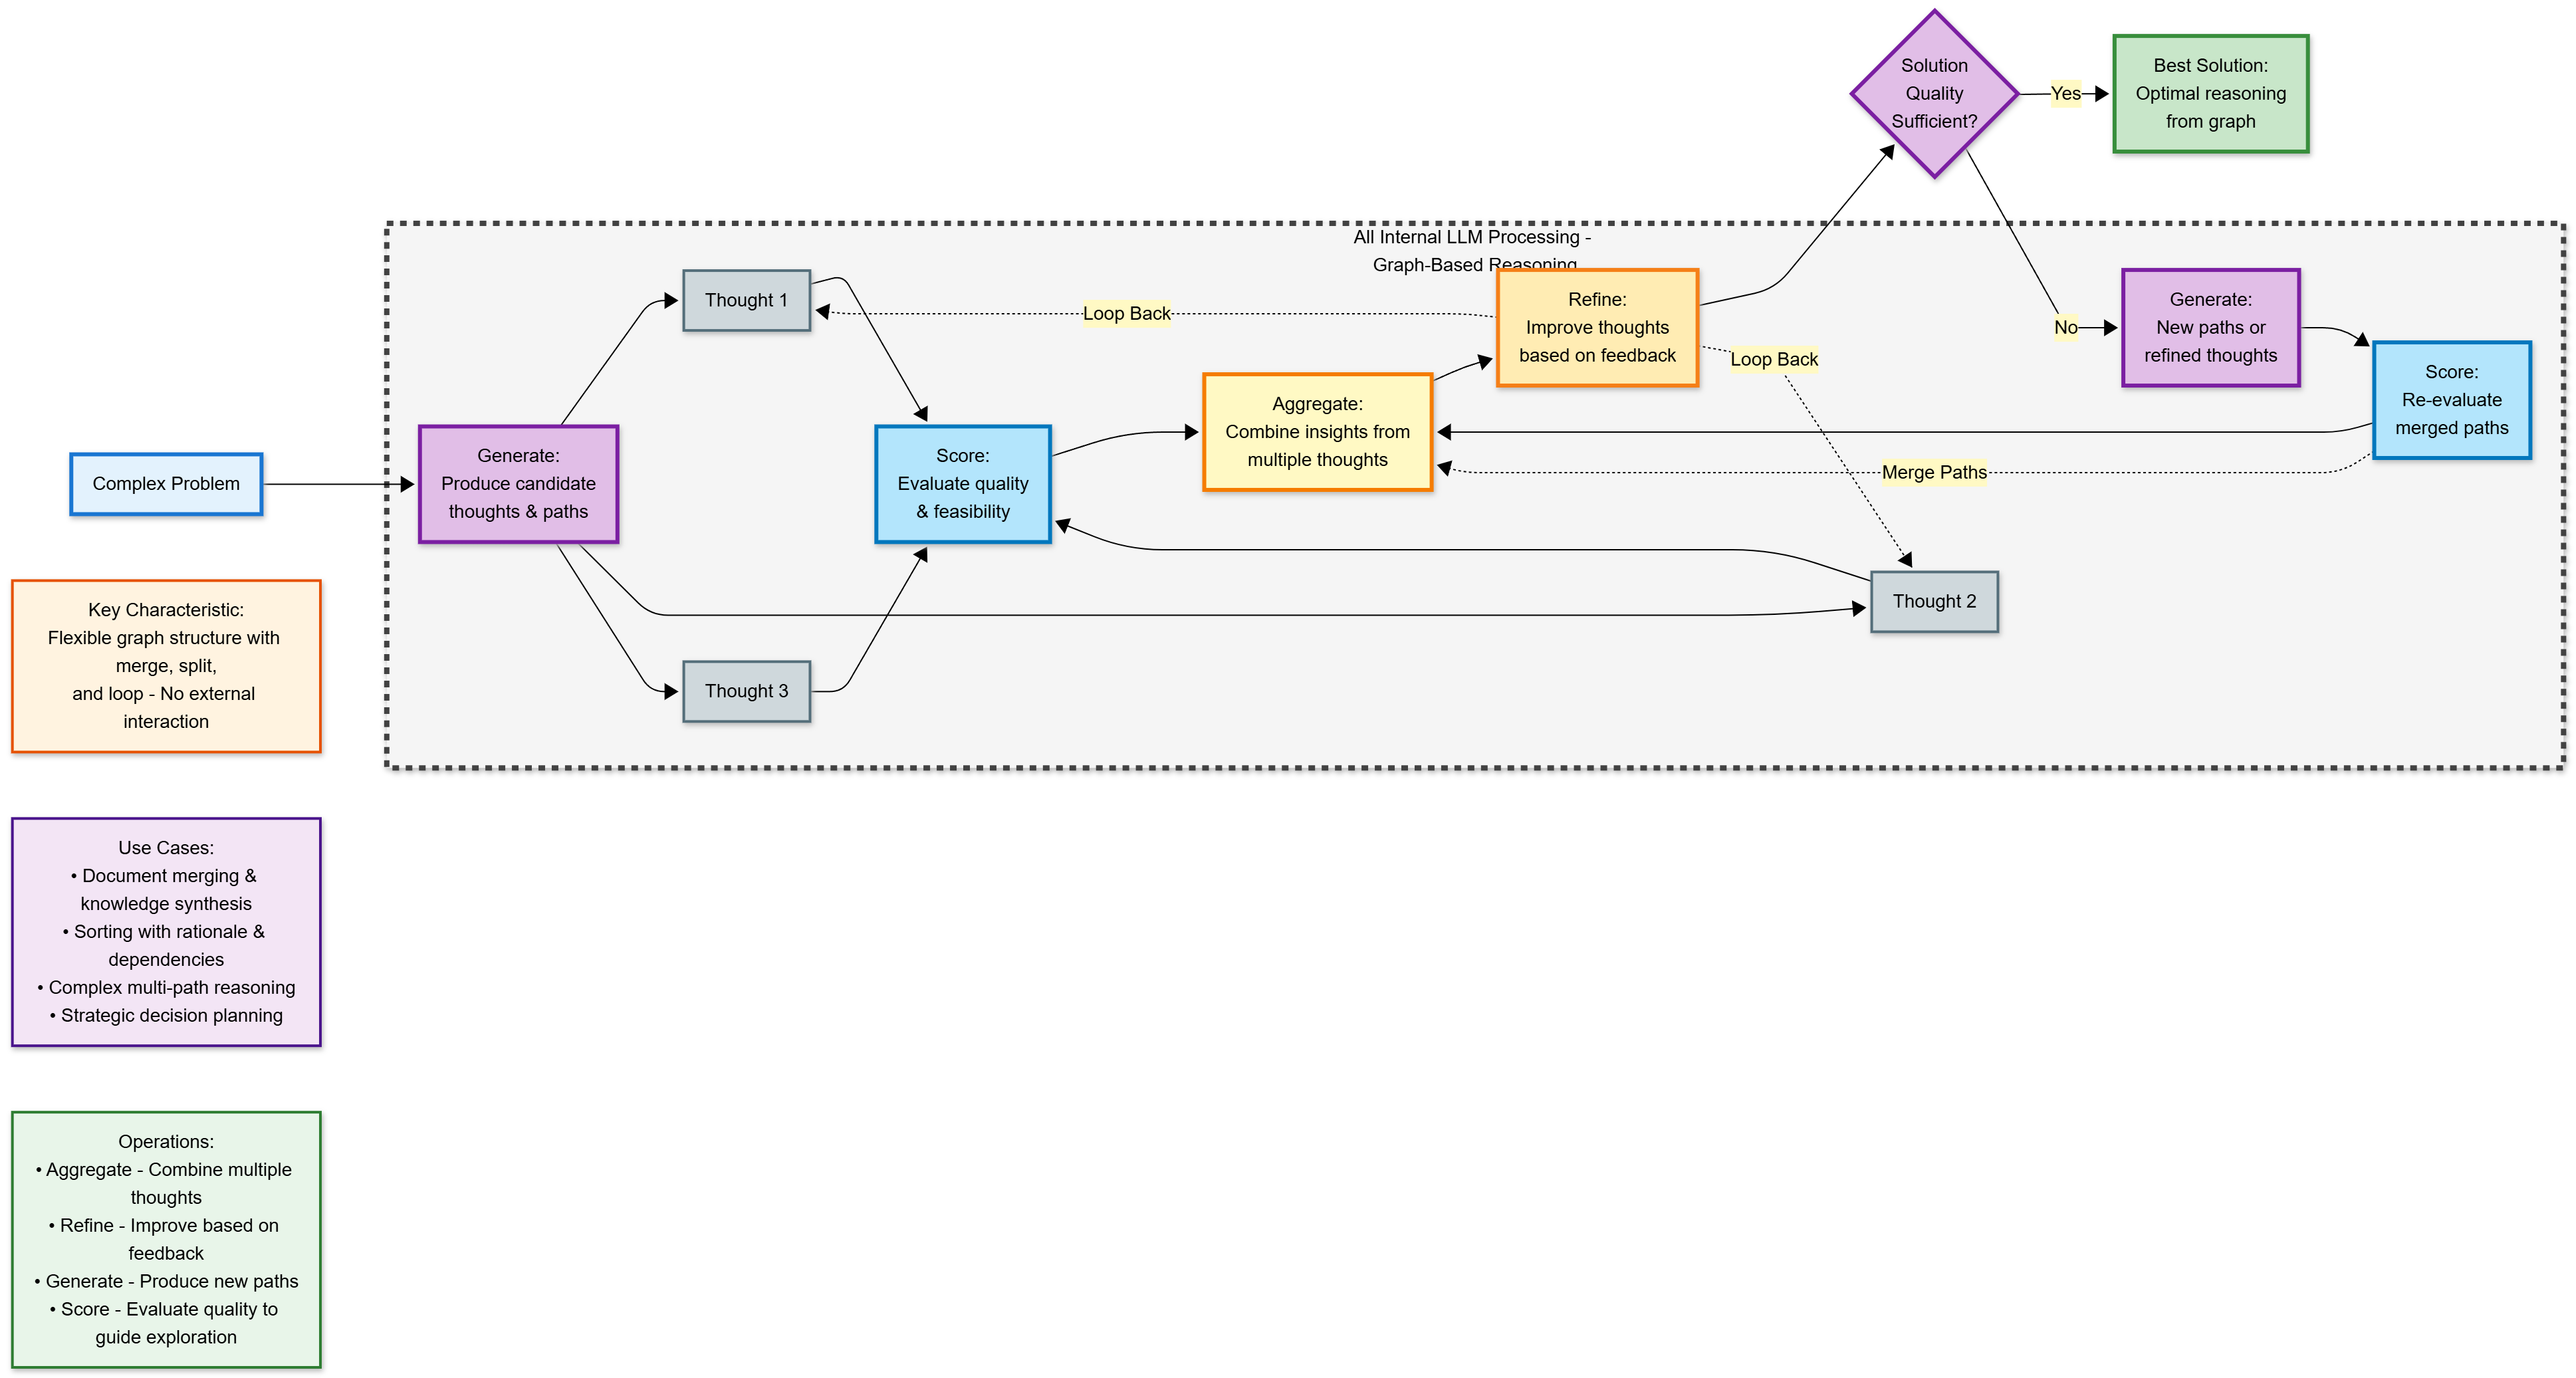 Solution
Quality
Sufficient?
Yes
Best Solution:
Optimal reasoning
from graph
All Internal LLM Processing -
Graph-Based Reasoning
Thought 1
Loop Back
Refine:
Improve thoughts
based on feedback
Loop Back
No
Generate:
New paths or
refined thoughts
Score:
Re-evaluate
merged paths
Aggregate:
Combine insights from
multiple thoughts
Merge Paths
Complex Problem
Generate:
Produce candidate
thoughts & paths
Score:
Evaluate quality
& feasibility
Thought 2
Thought 3
Key Characteristic:
Flexible graph structure with
merge, split,
and loop - No external
interaction
Use Cases:
• Document merging &
knowledge synthesis
• Sorting with rationale &
dependencies
• Complex multi-path reasoning
• Strategic decision planning
Operations:
• Aggregate - Combine multiple
thoughts
• Refine - Improve based on
feedback
• Generate - Produce new paths
• Score - Evaluate quality to
guide exploration